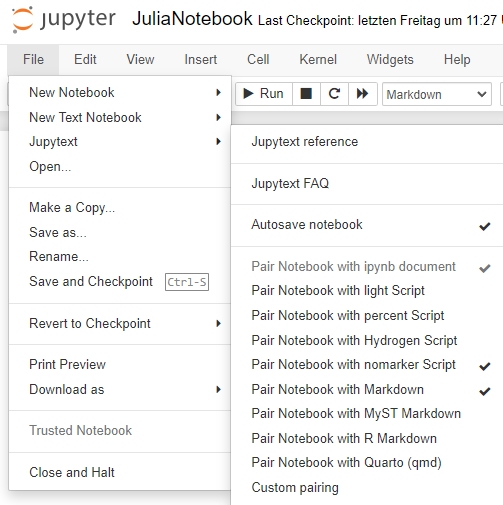 jupyter JuliaNotebook Last Checkpoint: letzten Freitag um 11:27
File Edit View Insert Cell Kernel Widgets Help
Run Markdown
New Notebook
New Text Notebook
Jupytext
Open...
Make a Copy...
Save as...
Rename...
Save and Checkpoint Ctrl-S
Revert to Checkpoint
Print Preview
Download as
Trusted Notebook
Close and Halt
Jupytext reference
Jupytext FAQ
Autosave notebook
Pair Notebook with ipynb document
Pair Notebook with light Script
Pair Notebook with percent Script
Pair Notebook with Hydrogen Script
Pair Notebook with nomarker Script
Pair Notebook with Markdown
Pair Notebook with MyST Markdown
Pair Notebook with R Markdown
Pair Notebook with Quarto (qmd)
Custom pairing